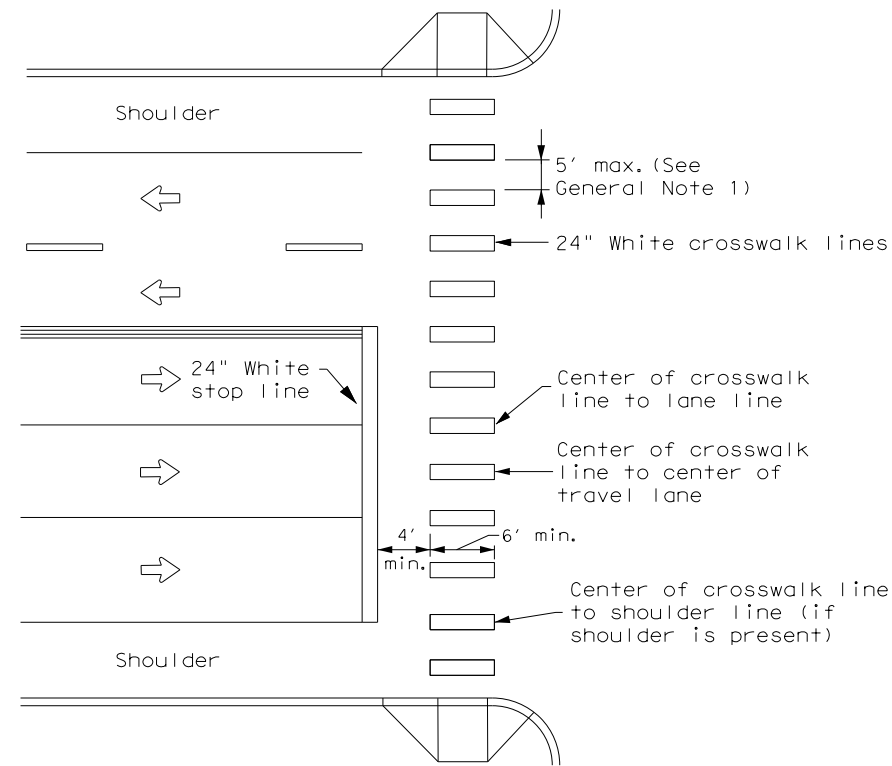 Shoulder
5' max. (See
General Note 1)
24" White crosswalk lines
24" White
stop line
Center of crosswalk
line to lane line
Center of crosswalk
line to center of
travel lane
4'
min.
6' min.
Center of crosswalk line
to shoulder line (if
shoulder is present)
Shoulder